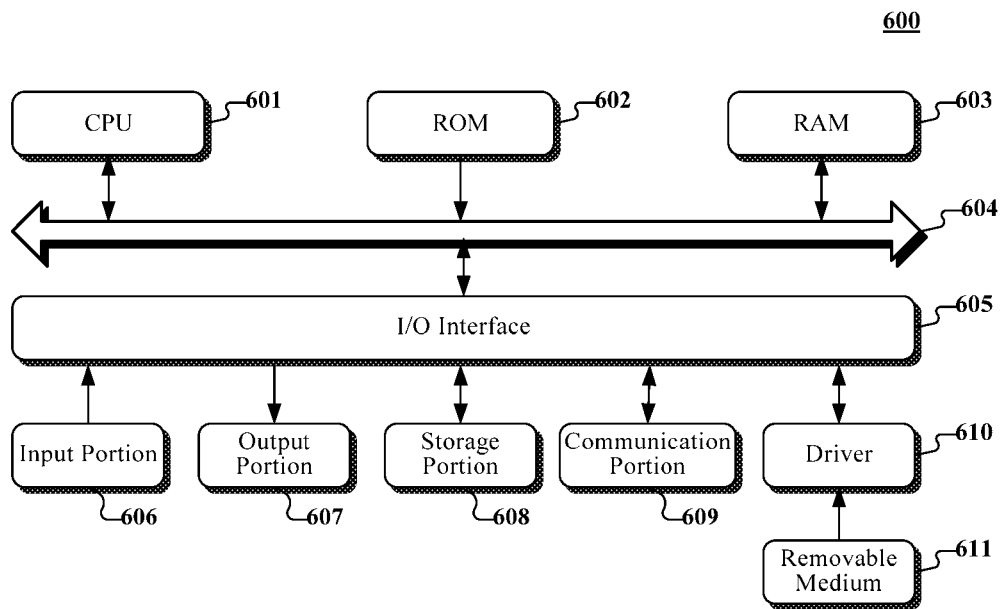 600
CPU
601
ROM
602
RAM
603
604
I/O Interface
605
Input Portion
606
Output
Portion
607
Storage
Portion
608
Communication
Portion
609
Driver
610
Removable
Medium
611